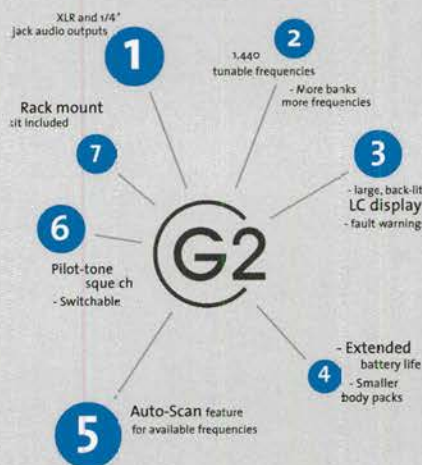 XLR and 1/4"
jack audio outputs
1
2
1,440
tunable frequencies
- More banks
more frequencies
Rack mount
kit included
7
3
- large, back-lit
LC display
- fault warning
6
G2
Pilot-tone
sque ch
- Switchable
- Extended
battery life
4
- Smaller
body packs
5
Auto-Scan feature
for available frequencies